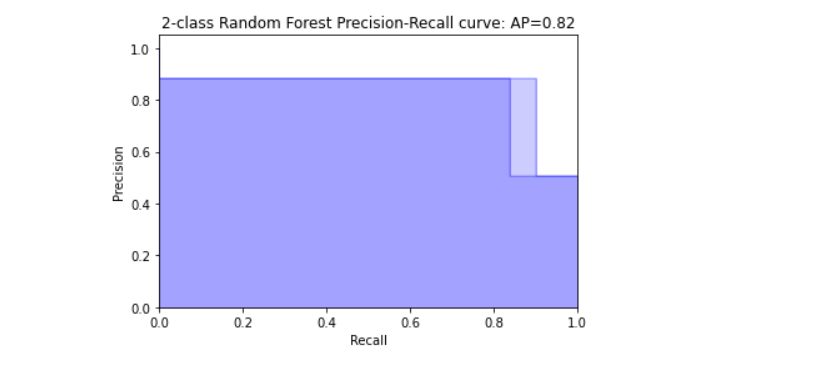 2-class Random Forest Precision-Recall curve: AP=0.82
1.0
0.8
0.6
0.4
0.2
0.0
Precision
0.0 0.2 0.4 0.6 0.8 1.0
Recall